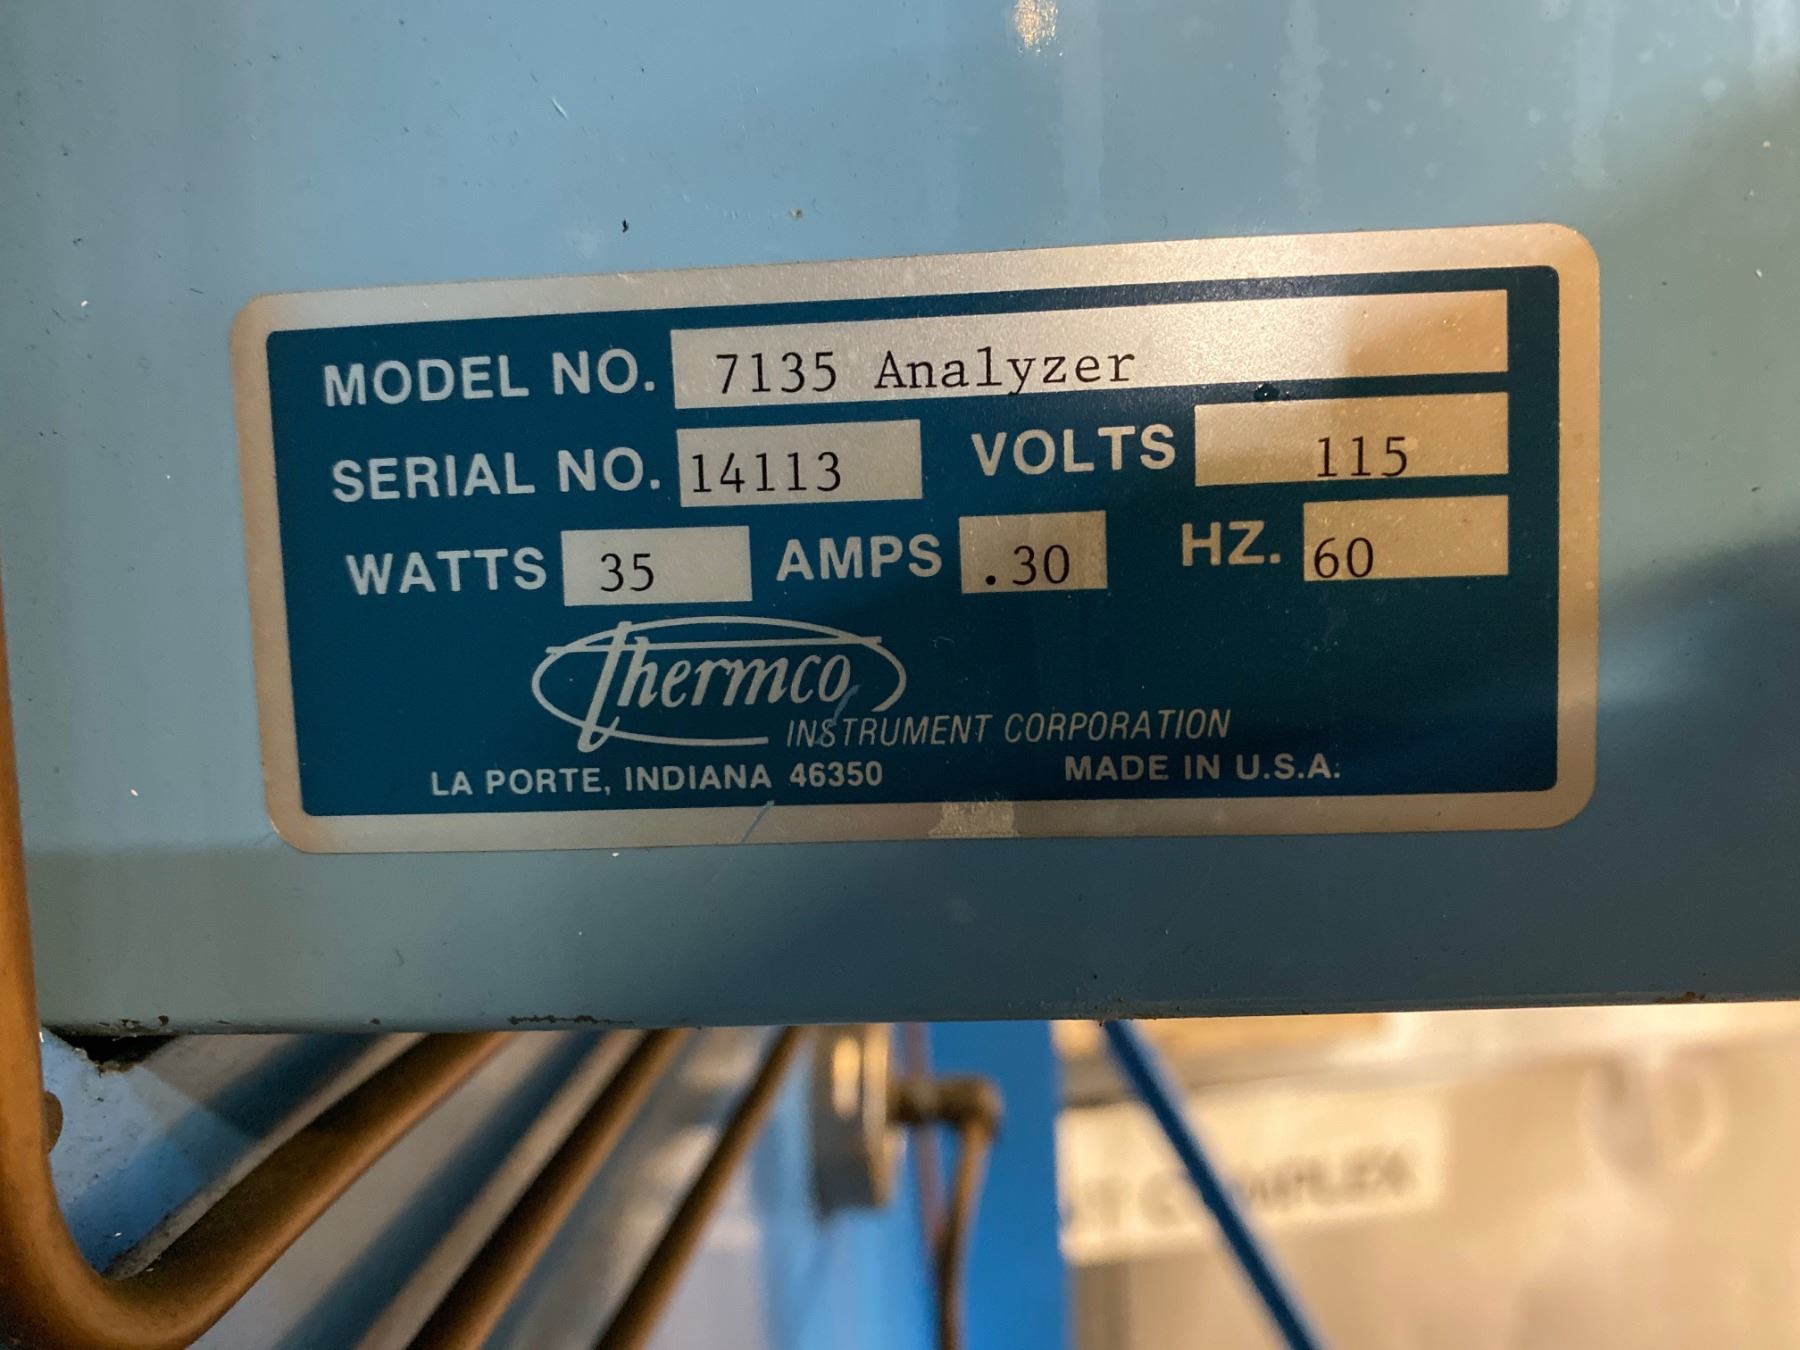 MODEL NO. 7135 Analyzer
SERIAL NO. 14113 VOLTS 115
WATTS 35 AMPS .30 HZ. 60
Thermco
INSTRUMENT CORPORATION
LA PORTE, INDIANA 46350 MADE IN U.S.A.